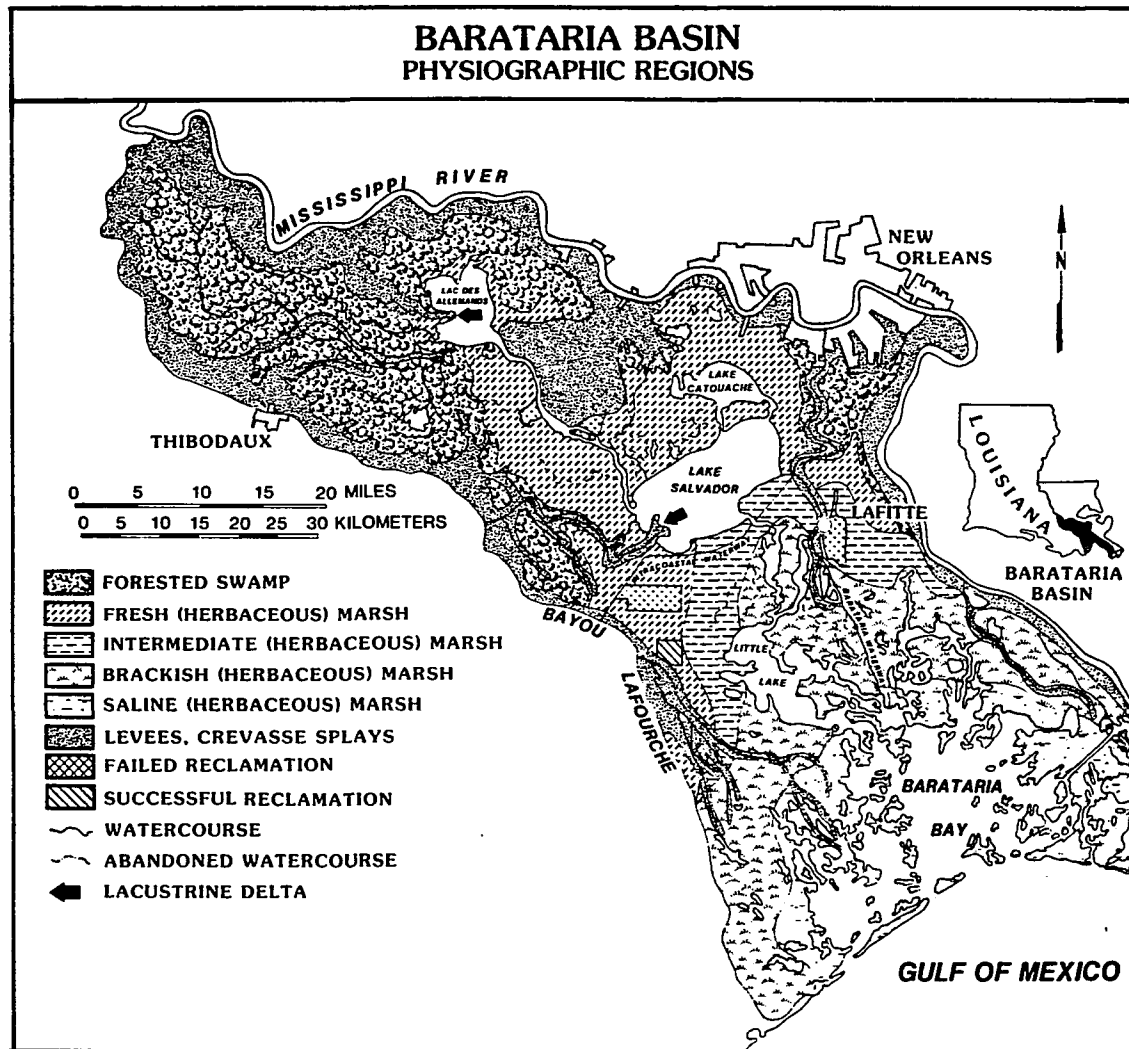 BARATARIA BASIN
PHYSIOGRAPHIC REGIONS
MISSISSIPPI RIVER
NEW
ORLEANS
N
LAC DES
ALLEMANDS
LAKE
CATOUACHE
THIBODAUX
LAKE
SALVADOR
LAFITTE
LOUISIANA
BARATARIA
BASIN
0 5 10 15 20 MILES
0 5 10 15 20 25 30 KILOMETERS
WATERWAY
BARATARIA WATERWAY
BAYOU
LAFOURCHE
LITTLE
LAKE
FORESTED SWAMP
FRESH (HERBACEOUS) MARSH
INTERMEDIATE (HERBACEOUS) MARSH
BRACKISH (HERBACEOUS) MARSH
SALINE (HERBACEOUS) MARSH
LEVEES, CREVASSE SPLAYS
FAILED RECLAMATION
SUCCESSFUL RECLAMATION
WATERCOURSE
ABANDONED WATERCOURSE
LACUSTRINE DELTA
BARATARIA
BAY
GULF OF MEXICO